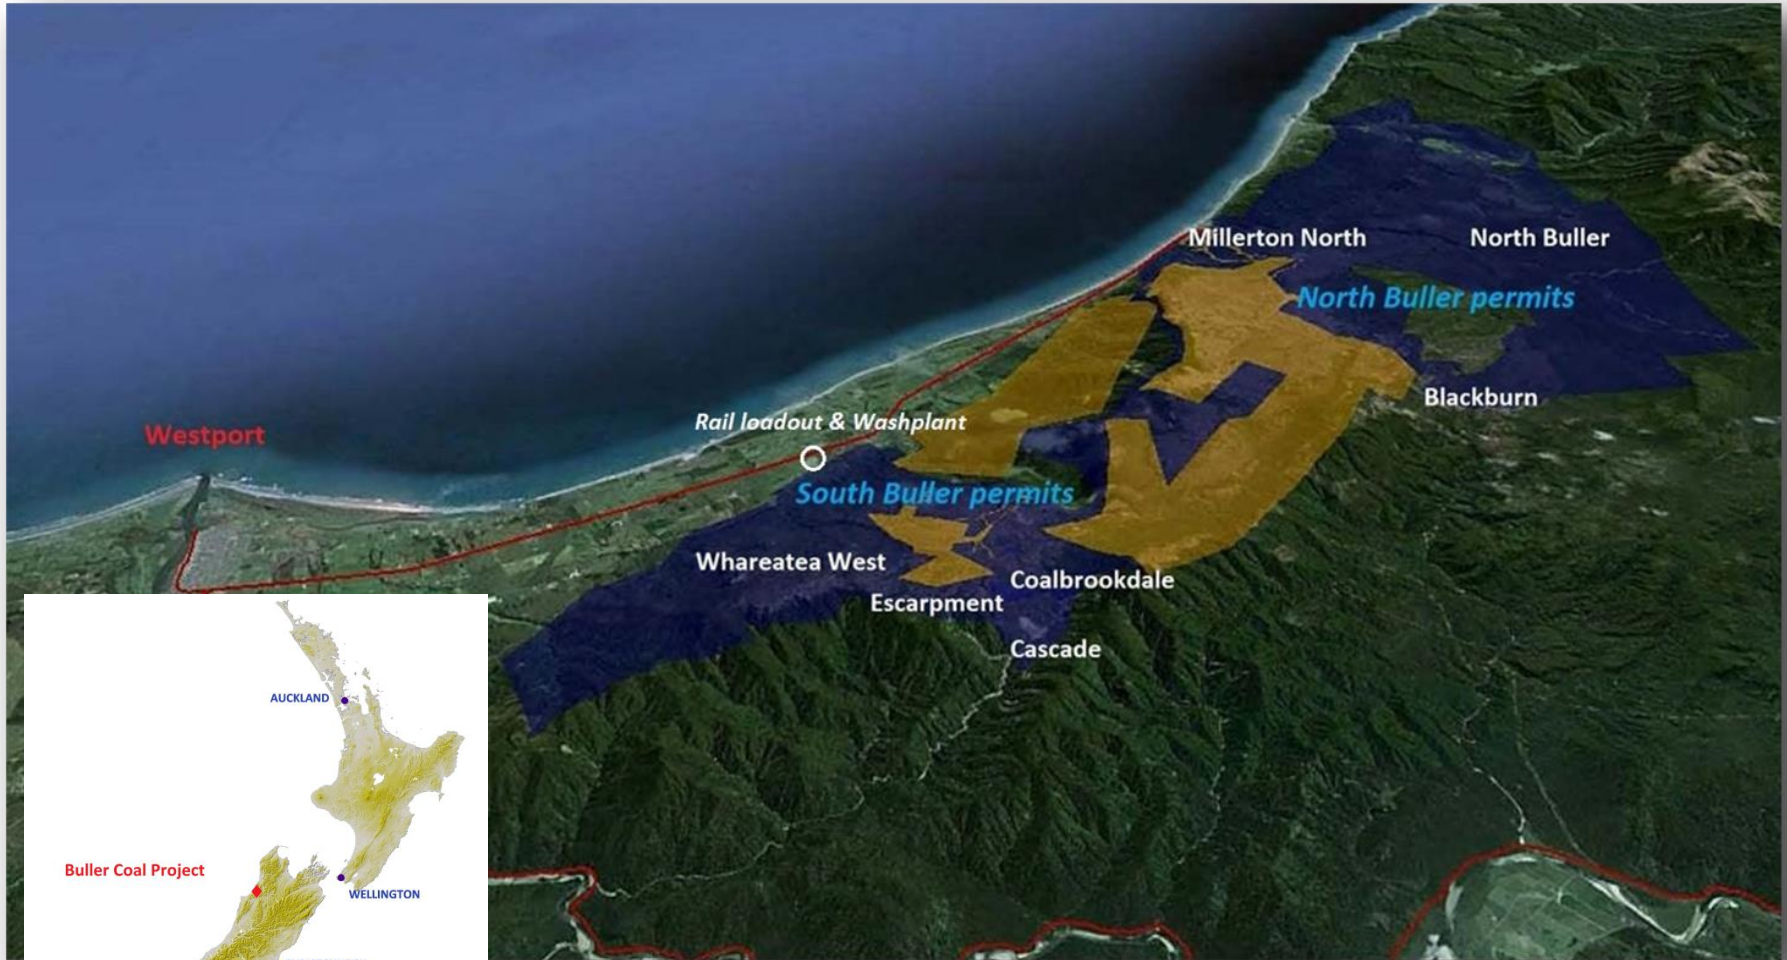 Millerton North
North Buller
North Buller permits
Blackburn
Rail loadout & Washplant
Westport
South Buller permits
Whareatea West
Coalbrookdale
Escarpment
Cascade
AUCKLAND
Buller Coal Project
WELLINGTON